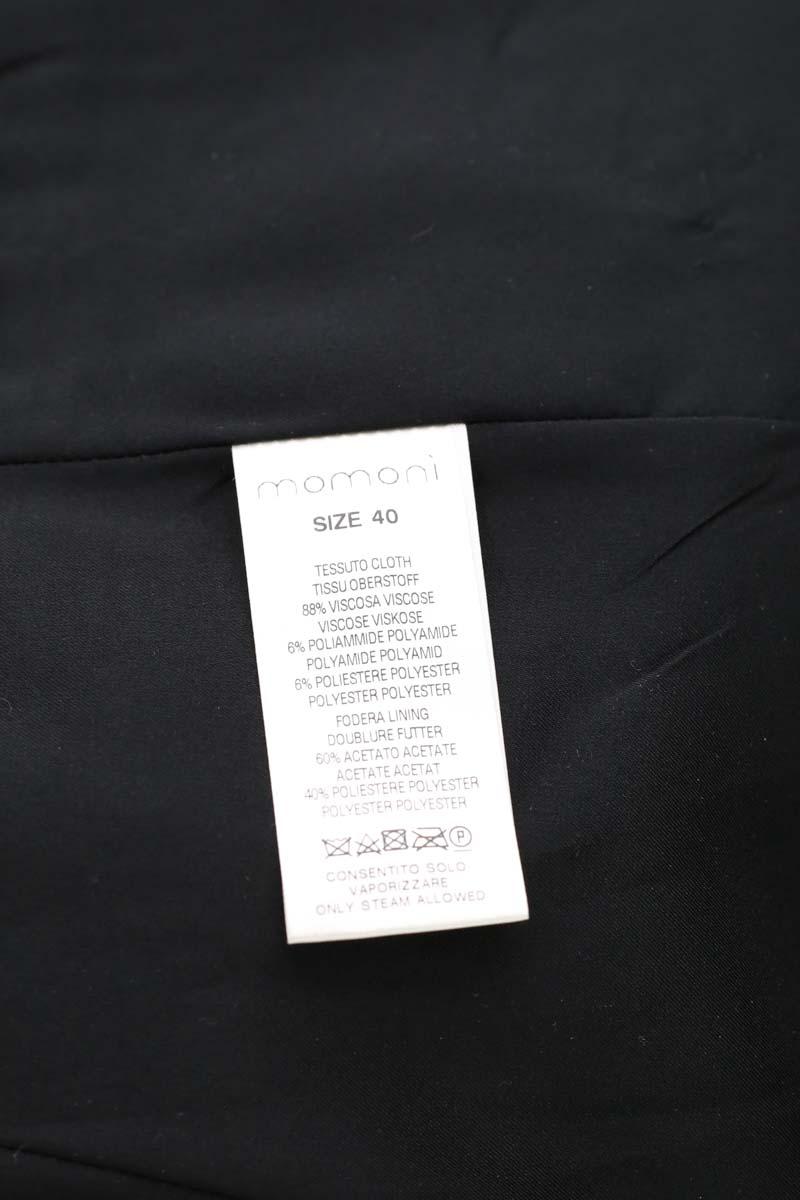 momonì
SIZE 40
TESSUTO CLOTH
TISSU OBERSTOFF
88% VISCOSA VISCOSE
VISCOSE VISKOSE
6% POLIAMMIDE POLYAMIDE
POLYAMIDE POLYAMID
6% POLIESTERE POLYESTER
POLYESTER POLYESTER
FODERA LINING
DOUBLURE FUTTER
60% ACETATO ACETATE
ACETATE ACETAT
40% POLIESTERE POLYESTER
POLYESTER POLYESTER
P
CONSENTITO SOLO
VAPORIZZARE
ONLY STEAM ALLOWED